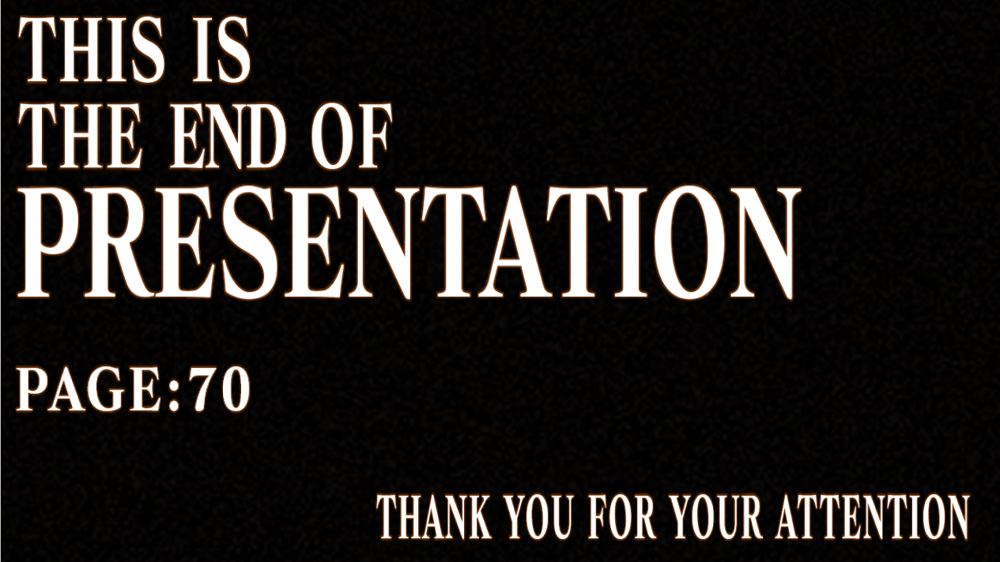 THIS IS
THE END OF
PRESENTATION
PAGE:70
THANK YOU FOR YOUR ATTENTION